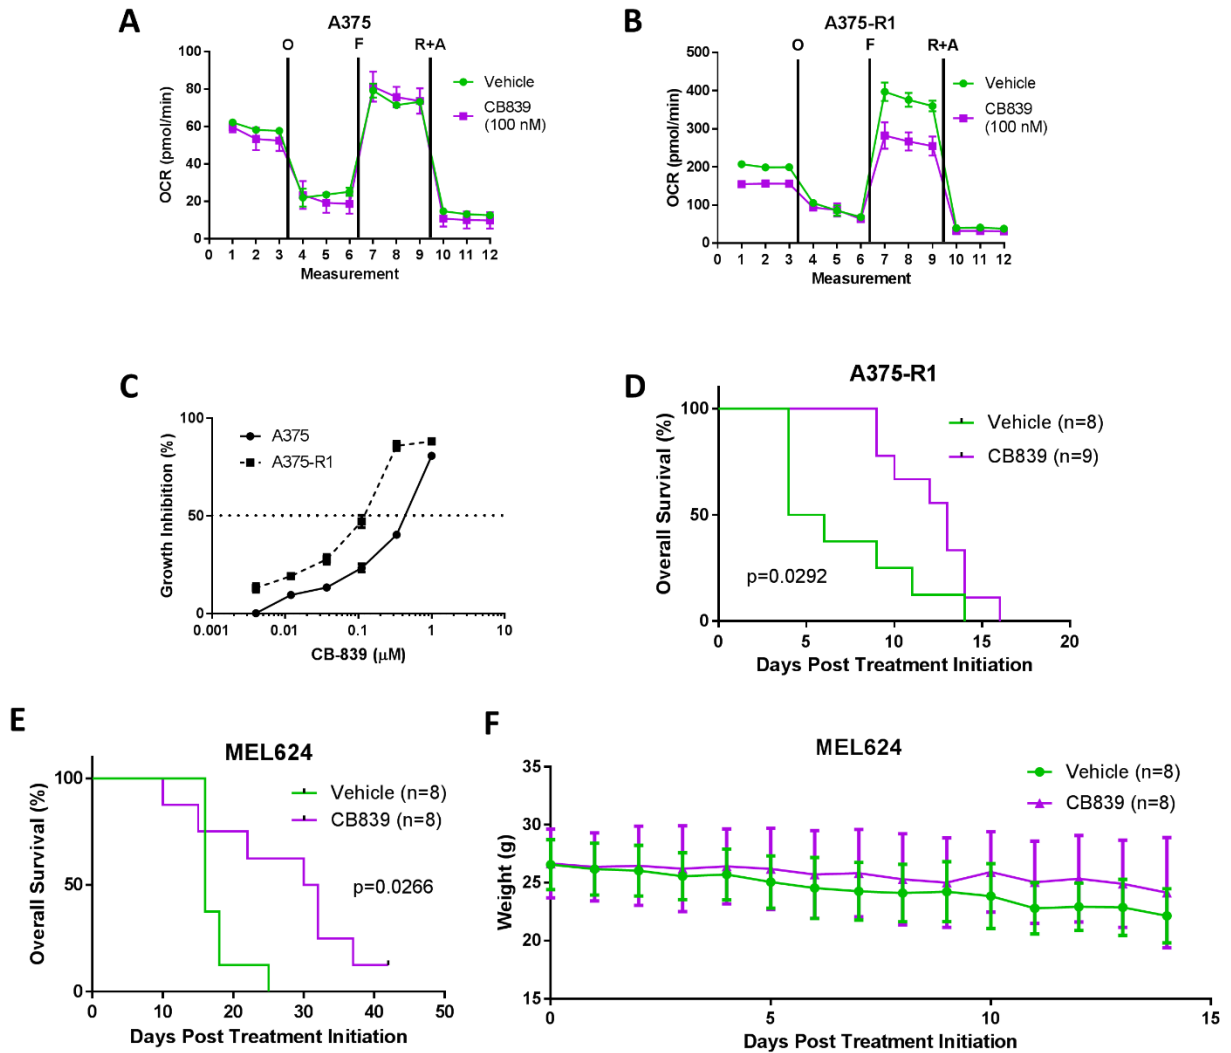 A
A375
O
F
R+A
100
80
60
40
20
0
OCR (pmol/min)
Vehicle
CB839
(100 nM)
0 1 2 3 4 5 6 7 8 9 10 11 12
Measurement
B
A375-R1
O
F
R+A
500
400
300
200
100
0
OCR (pmol/min)
Vehicle
CB839
(100 nM)
0 1 2 3 4 5 6 7 8 9 10 11 12
Measurement
C
100
50
0
Growth Inhibition (%)
A375
A375-R1
0.001 0.01 0.1 1 10
CB-839 (μM)
D
A375-R1
100
50
0
Overall Survival (%)
Vehicle (n=8)
CB839 (n=9)
p=0.0292
0 5 10 15 20
Days Post Treatment Initiation
E
MEL624
100
50
0
Overall Survival (%)
Vehicle (n=8)
CB839 (n=8)
p=0.0266
0 10 20 30 40 50
Days Post Treatment Initiation
F
MEL624
35
30
25
20
15
Weight (g)
Vehicle (n=8)
CB839 (n=8)
0 5 10 15
Days Post Treatment Initiation